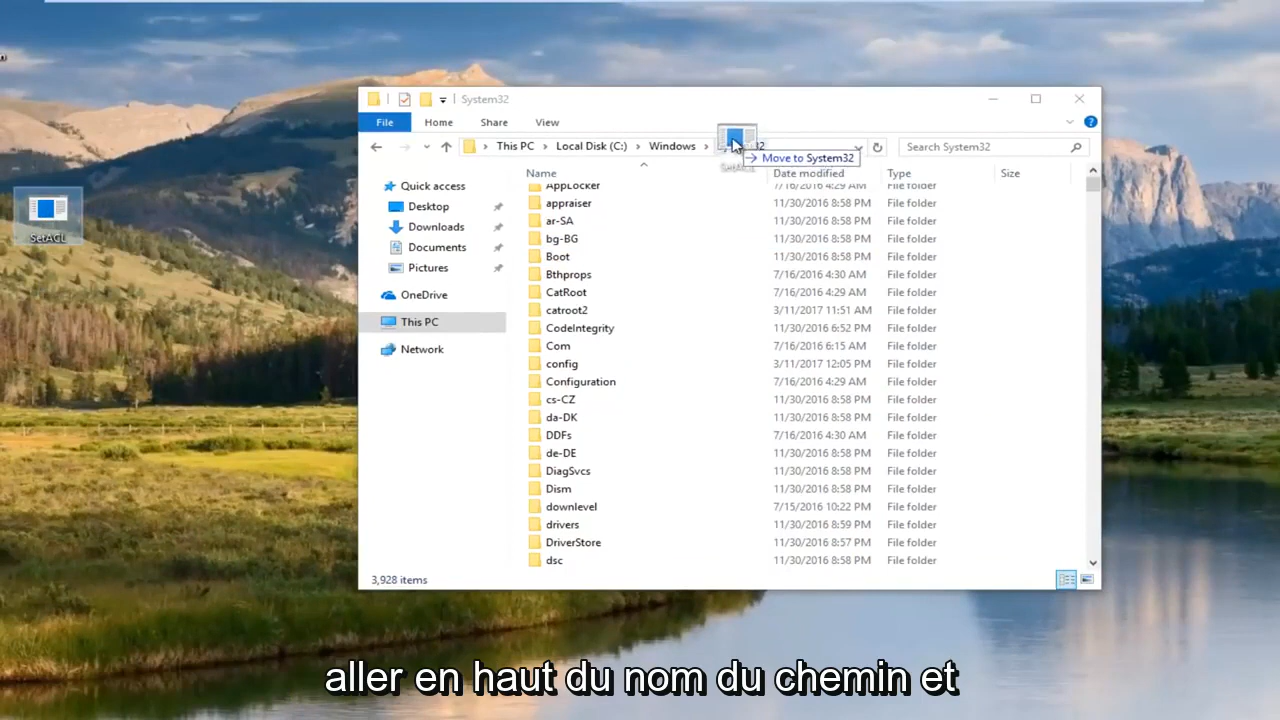 System32
File Home Share View
This PC Local Disk (C:) Windows 32
Move to System32
Search System32
SetACL
Name Date modified Type Size
AppLocker 7/16/2016 4:29 AM File folder
appraiser 11/30/2016 8:58 PM File folder
ar-SA 11/30/2016 8:58 PM File folder
bg-BG 11/30/2016 8:58 PM File folder
Boot 11/30/2016 8:58 PM File folder
Bthprops 7/16/2016 4:30 AM File folder
CatRoot 7/16/2016 4:29 AM File folder
catroot2 3/11/2017 11:51 AM File folder
CodeIntegrity 11/30/2016 6:52 PM File folder
Com 7/16/2016 6:15 AM File folder
config 3/11/2017 12:05 PM File folder
Configuration 7/16/2016 4:29 AM File folder
cs-CZ 11/30/2016 8:58 PM File folder
da-DK 11/30/2016 8:58 PM File folder
DDFs 7/16/2016 4:30 AM File folder
de-DE 11/30/2016 8:58 PM File folder
DiagSvcs 11/30/2016 8:58 PM File folder
Dism 11/30/2016 8:58 PM File folder
downlevel 7/15/2016 10:22 PM File folder
drivers 11/30/2016 8:59 PM File folder
DriverStore 11/30/2016 8:57 PM File folder
dsc 11/30/2016 8:58 PM File folder
Quick access
Desktop
Downloads
Documents
Pictures
OneDrive
This PC
Network
3,928 items
SetACL
aller en haut du nom du chemin et